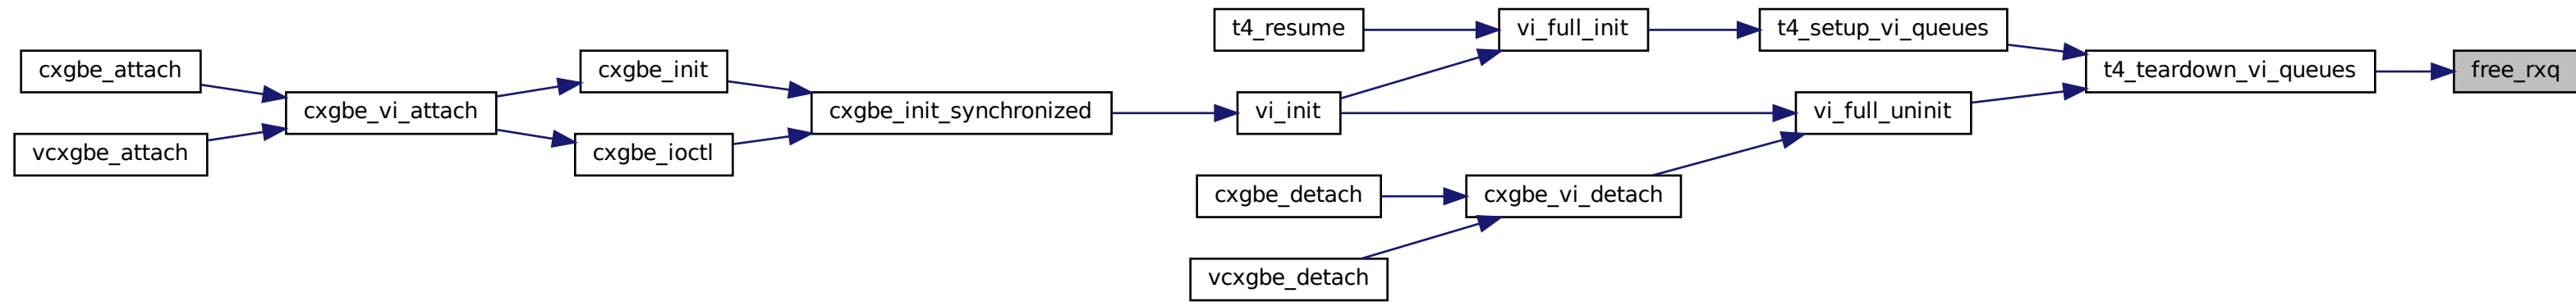 t4_resume
vi_full_init
t4_setup_vi_queues
cxgbe_attach
cxgbe_init
t4_teardown_vi_queues
free_rxq
cxgbe_vi_attach
cxgbe_init_synchronized
vi_init
vi_full_uninit
vcxgbe_attach
cxgbe_ioctl
cxgbe_detach
cxgbe_vi_detach
vcxgbe_detach